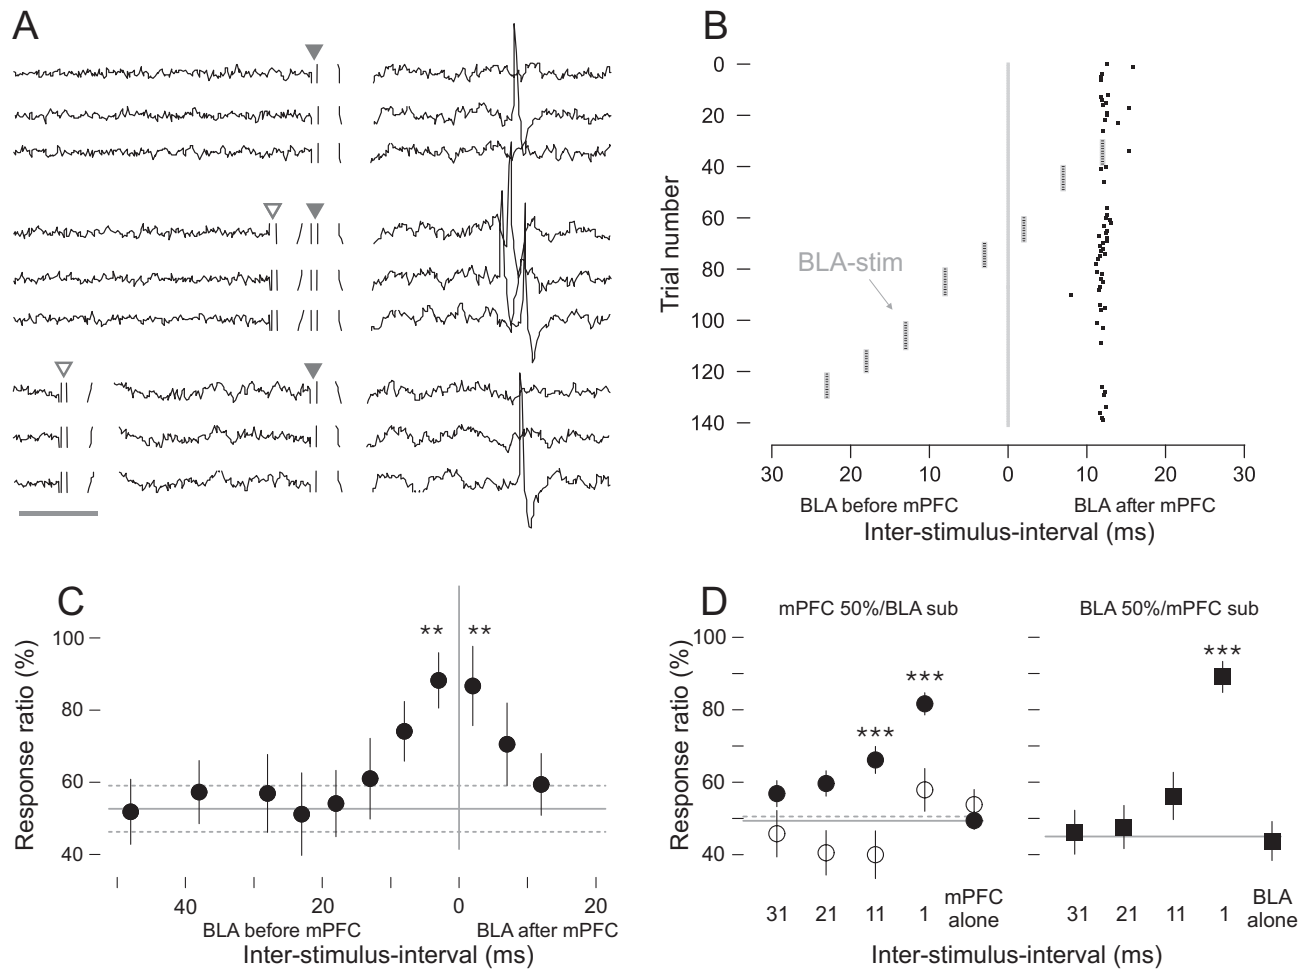 A
B
0
20
40
60
80
100
120
140
Trial number
BLA-stim
30
20
10
0
10
20
30
BLA before mPFC
BLA after mPFC
Inter-stimulus-interval (ms)
C
**
**
100
80
60
40
Response ratio (%)
40
20
0
20
BLA before mPFC
BLA after mPFC
Inter-stimulus-interval (ms)
D
mPFC 50%/BLA sub
BLA 50%/mPFC sub
100
80
60
40
Response ratio (%)
***
***
***
31
21
11
1
mPFC
alone
31
21
11
1
BLA
alone
Inter-stimulus-interval (ms)